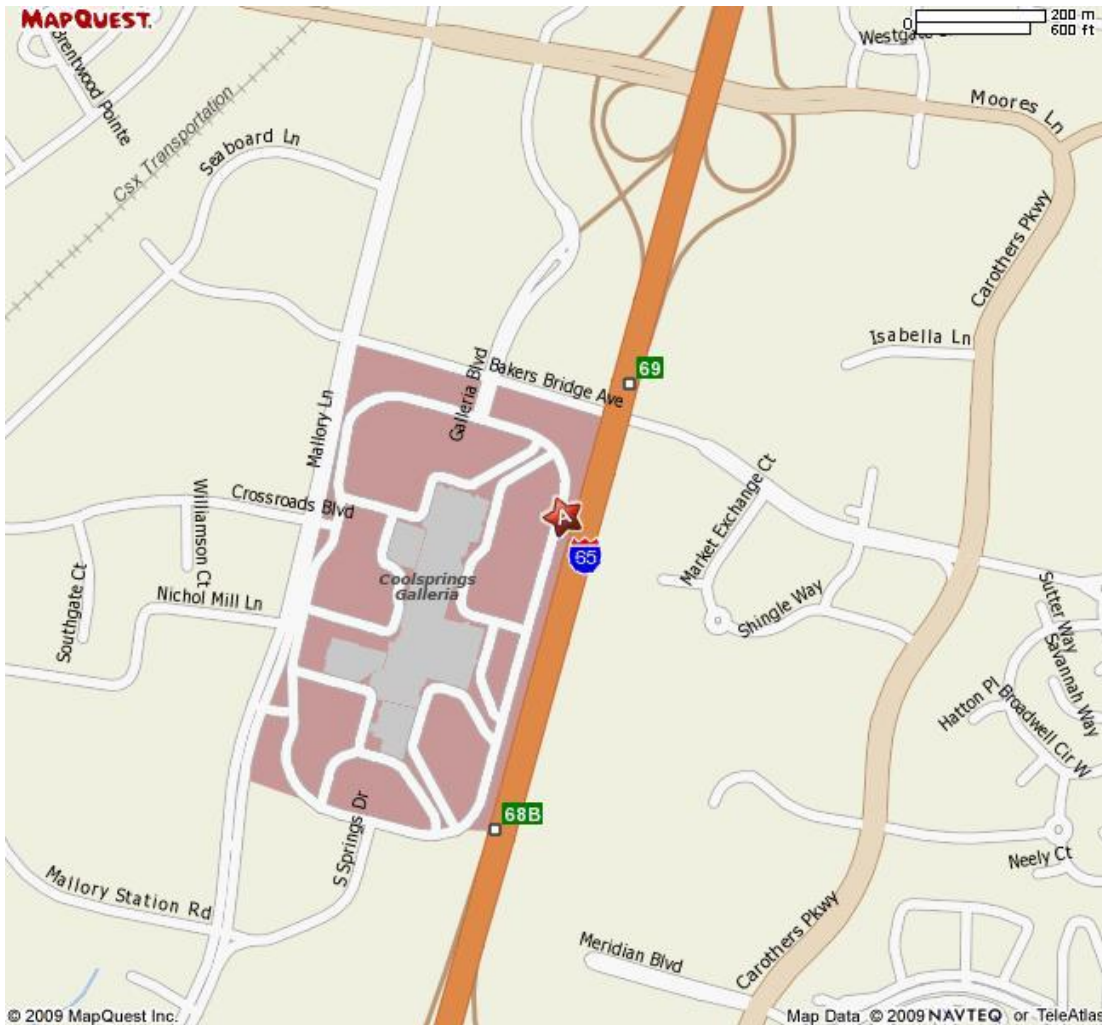 MAPQUEST.
0
200 m
600 ft
Brentwood
Pointe
Westgate
Moores Ln
Csx Transportation
Seaboard Ln
Carothers Pkwy
Isabella Ln
Galleria Blvd
Bakers Bridge Ave
69
Mallory Ln
Crossroads Blvd
Williamson Ct
Market Exchange Ct
A
65
Coolsprings
Galleria
Southgate Ct
Nichol Mill Ln
Shingle Way
Sutter Way
Savannah Way
Hatton Pl
Broadwell Cir W
68B
S Springs Dr
Neely Ct
Mallory Station Rd
Meridian Blvd
Carothers Pkwy
© 2009 MapQuest Inc.
Map Data © 2009 NAVTEQ or TeleAtlas